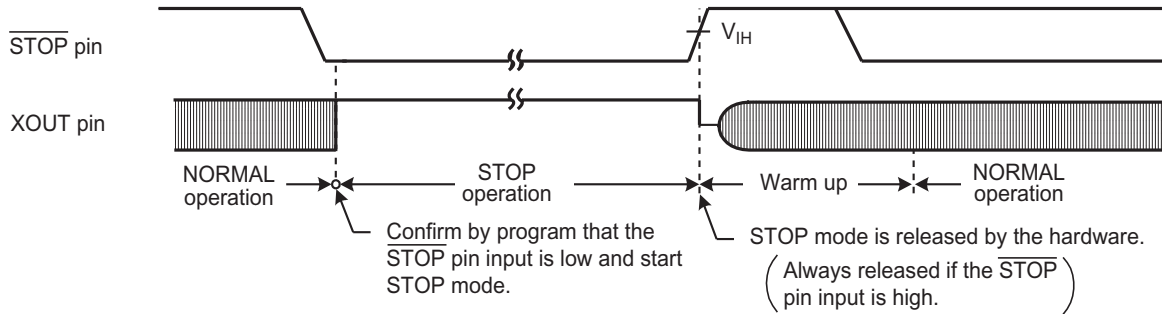 STOP pin
VIH
XOUT pin
NORMAL
operation
STOP
operation
Warm up
NORMAL
operation
Confirm by program that the
STOP pin input is low and start
STOP mode.
STOP mode is released by the hardware.
(Always released if the STOP
pin input is high.)